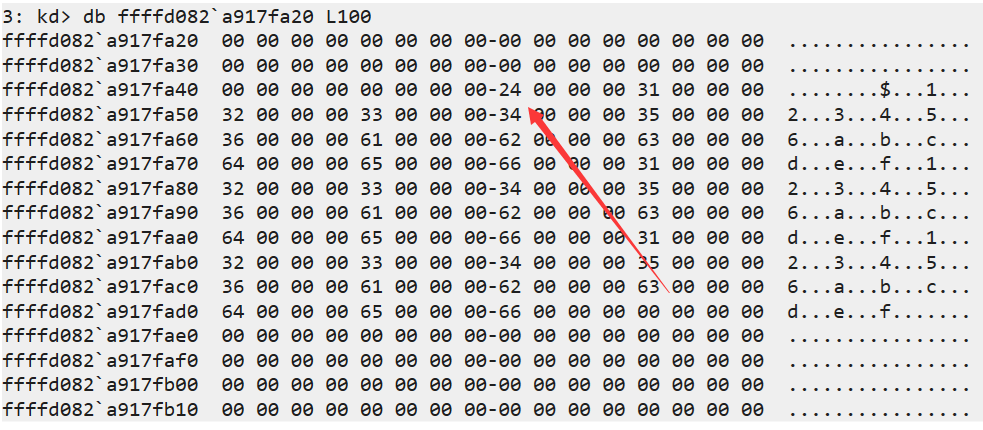 3: kd> db ffffd082`a917fa20 L100
ffffd082`a917fa20  00 00 00 00 00 00 00 00-00 00 00 00 00 00 00 00  ................
ffffd082`a917fa30  00 00 00 00 00 00 00 00-00 00 00 00 00 00 00 00  ................
ffffd082`a917fa40  00 00 00 00 00 00 00 00-24 00 00 00 31 00 00 00  ........$...1...
ffffd082`a917fa50  32 00 00 00 33 00 00 00-34 00 00 00 35 00 00 00  2...3...4...5...
ffffd082`a917fa60  36 00 00 00 61 00 00 00-62 00 00 00 63 00 00 00  6...a...b...c...
ffffd082`a917fa70  64 00 00 00 65 00 00 00-66 00 00 00 31 00 00 00  d...e...f...1...
ffffd082`a917fa80  32 00 00 00 33 00 00 00-34 00 00 00 35 00 00 00  2...3...4...5...
ffffd082`a917fa90  36 00 00 00 61 00 00 00-62 00 00 00 63 00 00 00  6...a...b...c...
ffffd082`a917faa0  64 00 00 00 65 00 00 00-66 00 00 00 31 00 00 00  d...e...f...1...
ffffd082`a917fab0  32 00 00 00 33 00 00 00-34 00 00 00 35 00 00 00  2...3...4...5...
ffffd082`a917fac0  36 00 00 00 61 00 00 00-62 00 00 00 63 00 00 00  6...a...b...c...
ffffd082`a917fad0  64 00 00 00 65 00 00 00-66 00 00 00 00 00 00 00  d...e...f.......
ffffd082`a917fae0  00 00 00 00 00 00 00 00-00 00 00 00 00 00 00 00  ................
ffffd082`a917faf0  00 00 00 00 00 00 00 00-00 00 00 00 00 00 00 00  ................
ffffd082`a917fb00  00 00 00 00 00 00 00 00-00 00 00 00 00 00 00 00  ................
ffffd082`a917fb10  00 00 00 00 00 00 00 00-00 00 00 00 00 00 00 00  ................